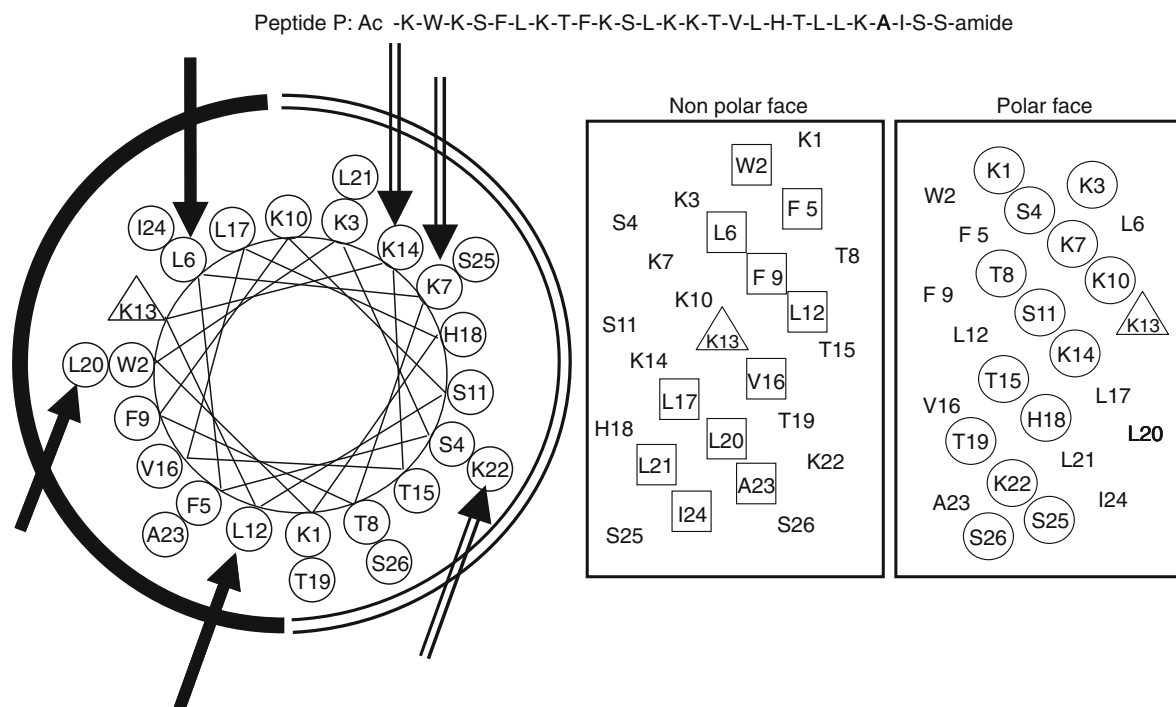 Peptide P: Ac -K-W-K-S-F-L-K-T-F-K-S-L-K-K-T-V-L-H-T-L-L-K-A-I-S-S-amide
Non polar face
Polar face
L21
I24
L17
K10
K3
L6
K14
S25
K7
K13
H18
L20
W2
S11
F9
S4
V16
K22
T15
F5
L12
K1
T8
A23
S26
T19
K1
W2
K3
F 5
S4
L6
T8
K7
F 9
K10
L12
S11
K13
T15
K14
V16
L17
T19
H18
L20
K22
L21
A23
I24
S26
S25
K1
K3
W2
S4
L6
F 5
K7
T8
K10
F 9
S11
K13
L12
K14
T15
L17
V16
H18
L20
T19
L21
K22
A23
I24
S25
S26